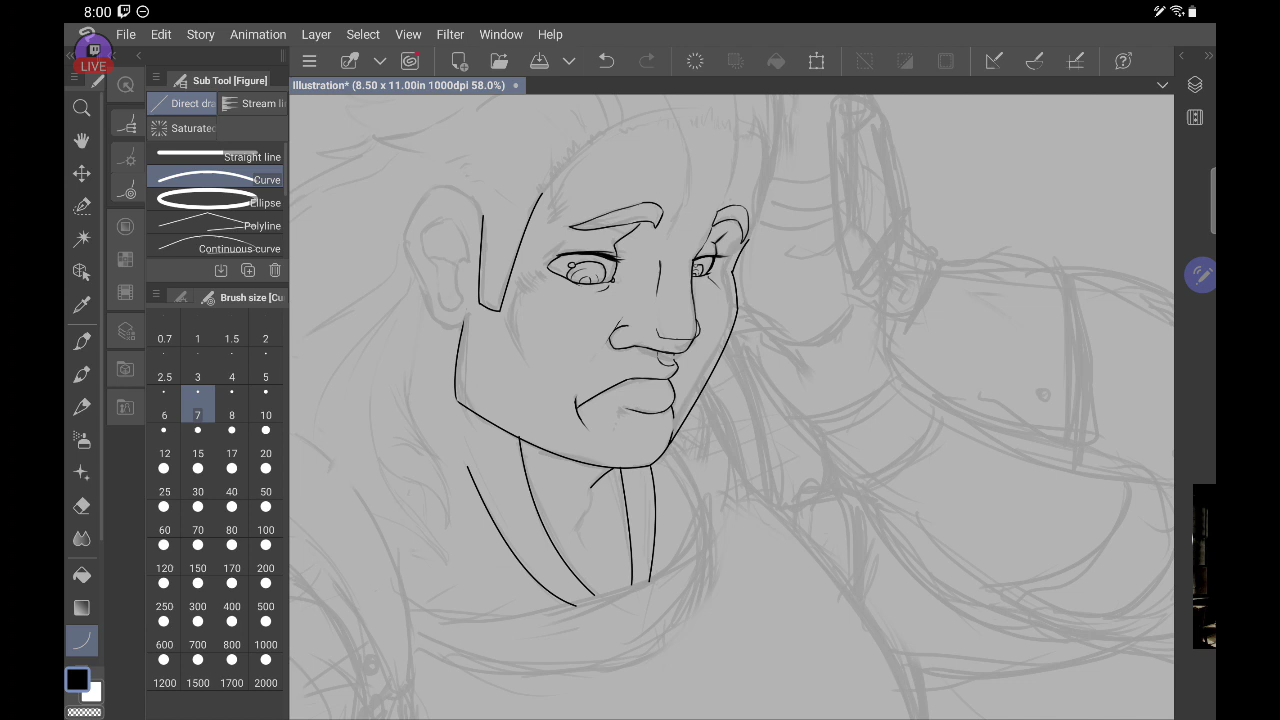 8:00
File Edit Story Animation Layer Select View Filter Window Help
LIVE
Sub Tool [Figure]
Illustration* (8.50 x 11.00in 1000dpi 58.0%)
Direct dra Stream li
Saturated
Straight line
Curve
Ellipse
Polyline
Continuous curve
Brush size [Cu
0.7 1 1.5 2
2.5 3 4 5
6 7 8 10
12 15 17 20
25 30 40 50
60 70 80 100
120 150 170 200
250 300 400 500
600 700 800 1000
1200 1500 1700 2000